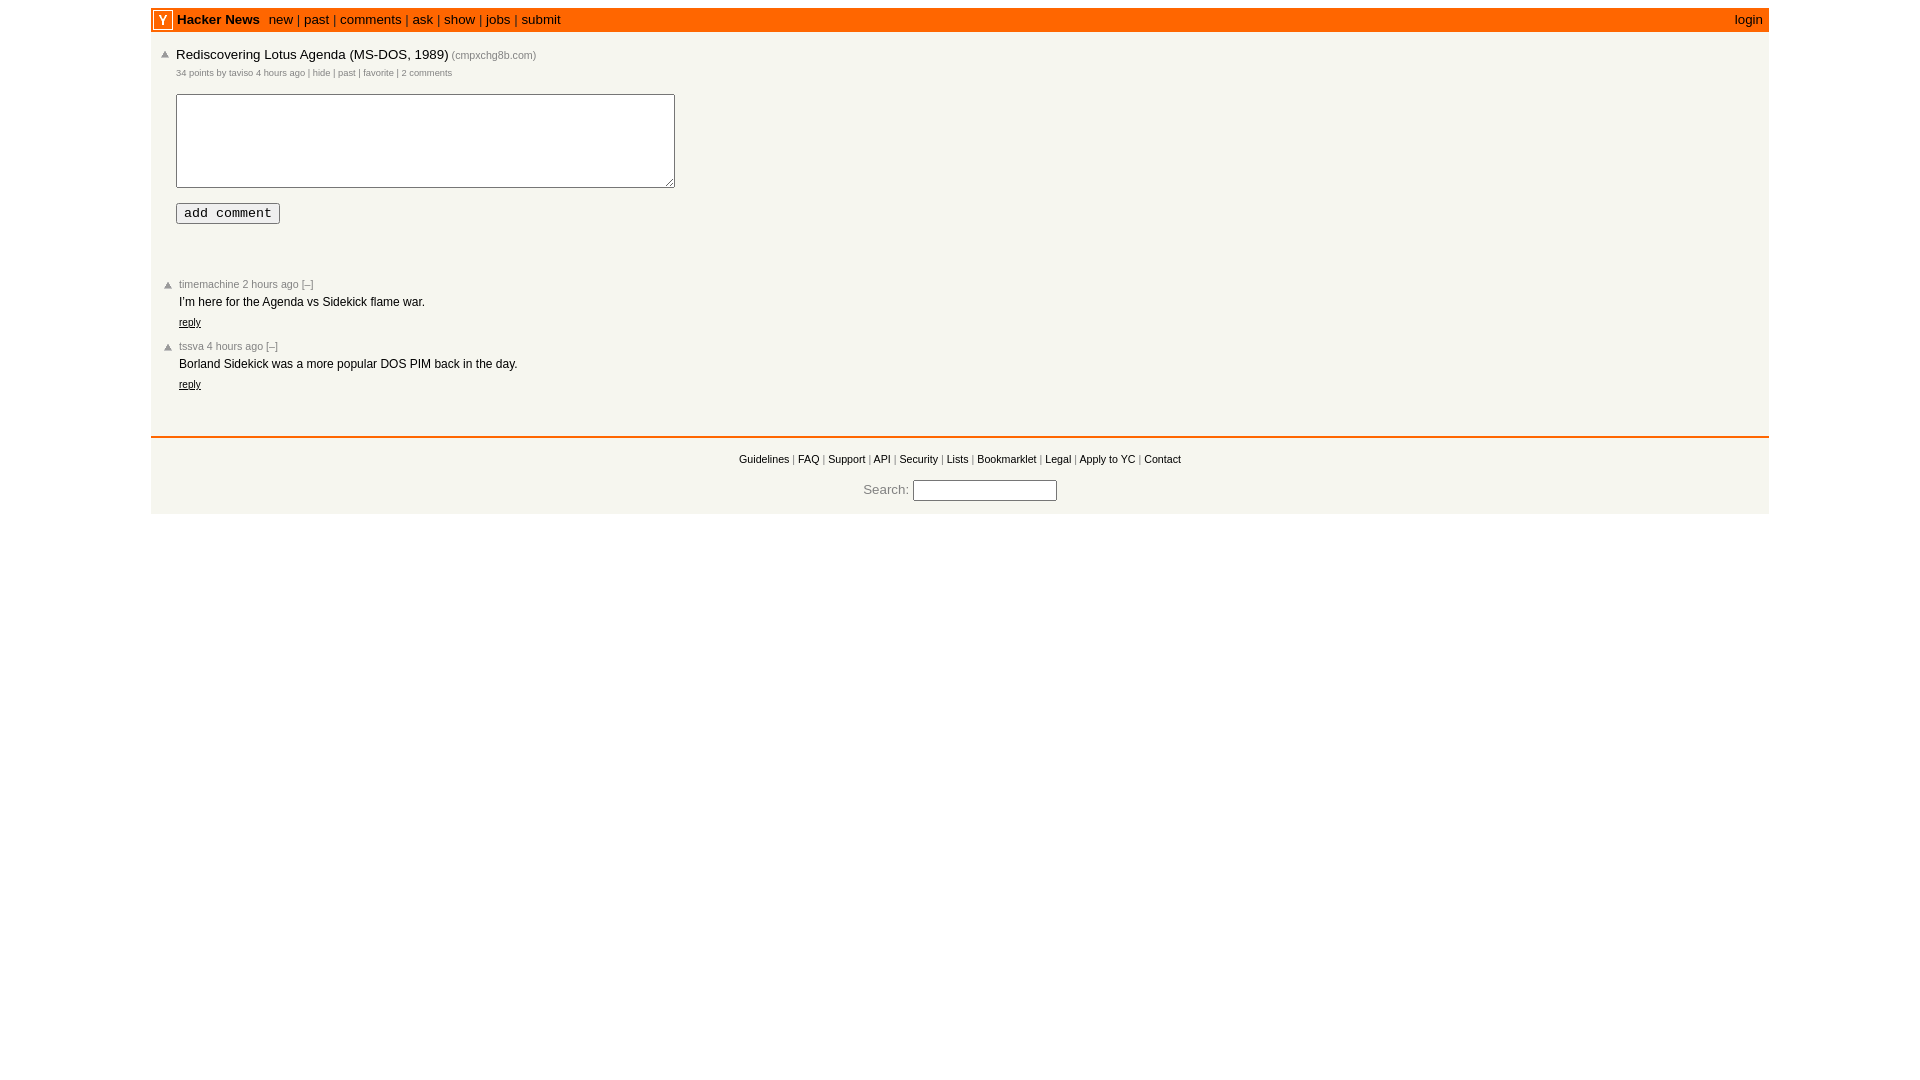 Y Hacker News new | past | comments | ask | show | jobs | submit login
Rediscovering Lotus Agenda (MS-DOS, 1989) (cmpxchg8b.com)
34 points by taviso 4 hours ago | hide | past | favorite | 2 comments
add comment
timemachine 2 hours ago [–]
I'm here for the Agenda vs Sidekick flame war.
reply
tssva 4 hours ago [–]
Borland Sidekick was a more popular DOS PIM back in the day.
reply
Guidelines | FAQ | Support | API | Security | Lists | Bookmarklet | Legal | Apply to YC | Contact
Search: